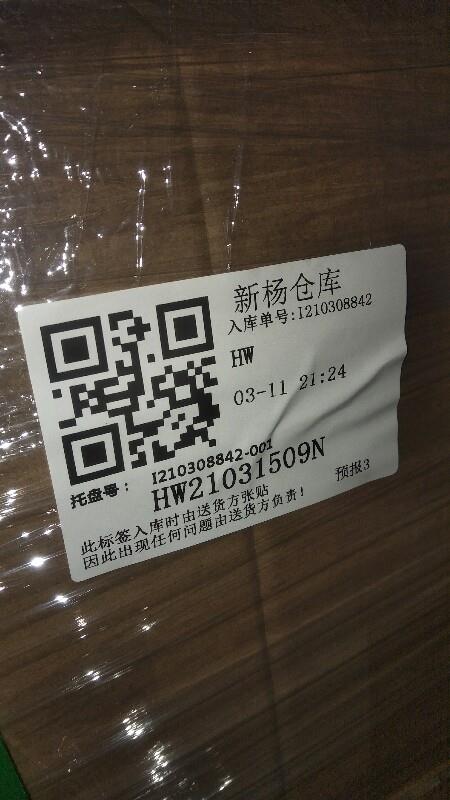 新杨仓库
入库单号:I210308842
HW
03-11 21:24
I210308842-001
托盘号： HW21031509N
预报3
此标签入库时由送货方张贴
因此出现任何问题由送货方负责！